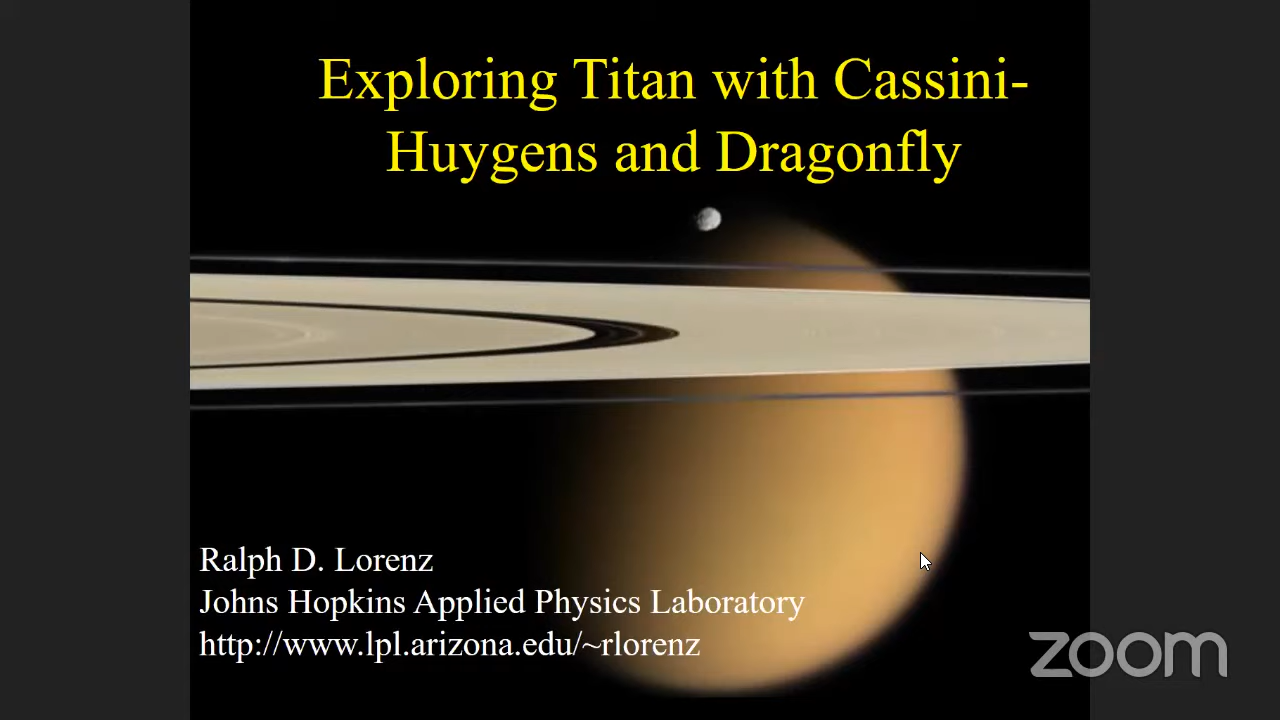 Exploring Titan with Cassini-
Huygens and Dragonfly
Ralph D. Lorenz
Johns Hopkins Applied Physics Laboratory
http://www.lpl.arizona.edu/~rlorenz
zoom